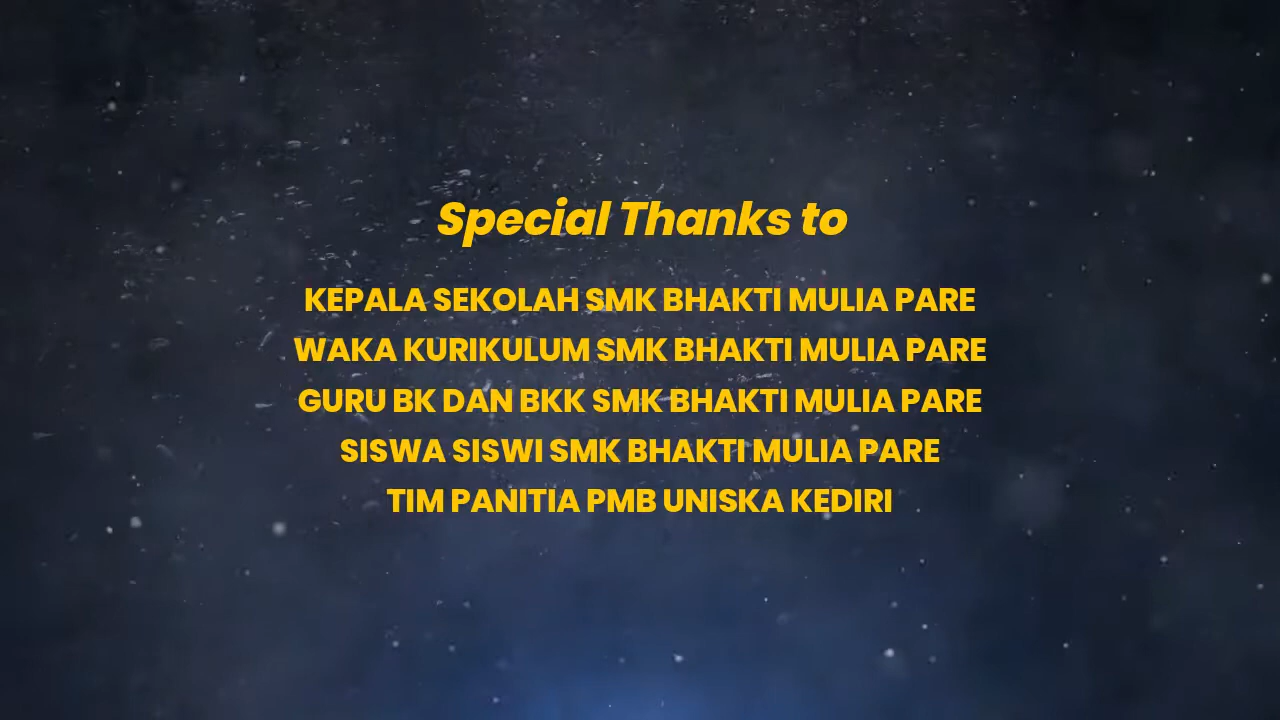 Special Thanks to
KEPALA SEKOLAH SMK BHAKTI MULIA PARE
WAKA KURIKULUM SMK BHAKTI MULIA PARE
GURU BK DAN BKK SMK BHAKTI MULIA PARE
SISWA SISWI SMK BHAKTI MULIA PARE
TIM PANITIA PMB UNISKA KEDIRI